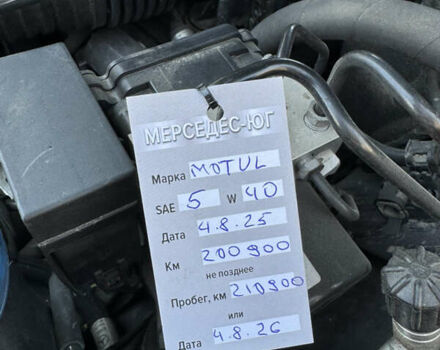 МЕРСЕДЕС-ЮГ
Марка MOTUL
SAE 5 W 40
Дата 4.8.25
Км 200900
не позднее
Пробег, км 210900
или
Дата 4.8.26